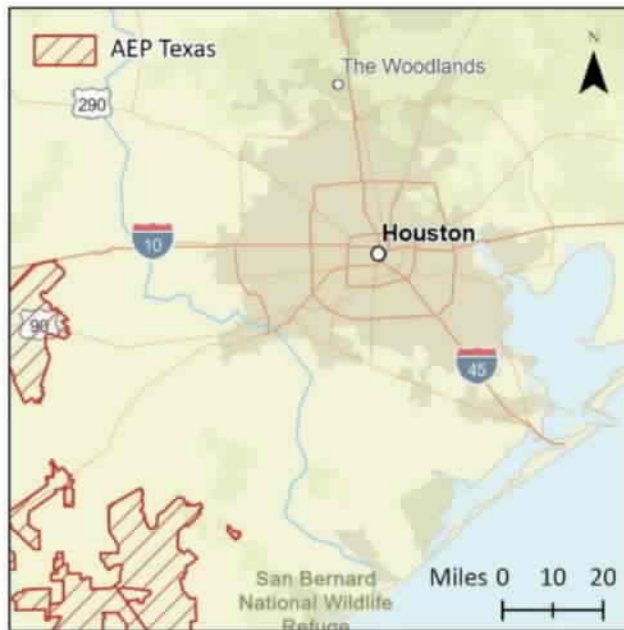 AEP Texas
N
The Woodlands
290
Houston
10
90
45
San Bernard
National Wildlife
Refuge
Miles 0 10 20